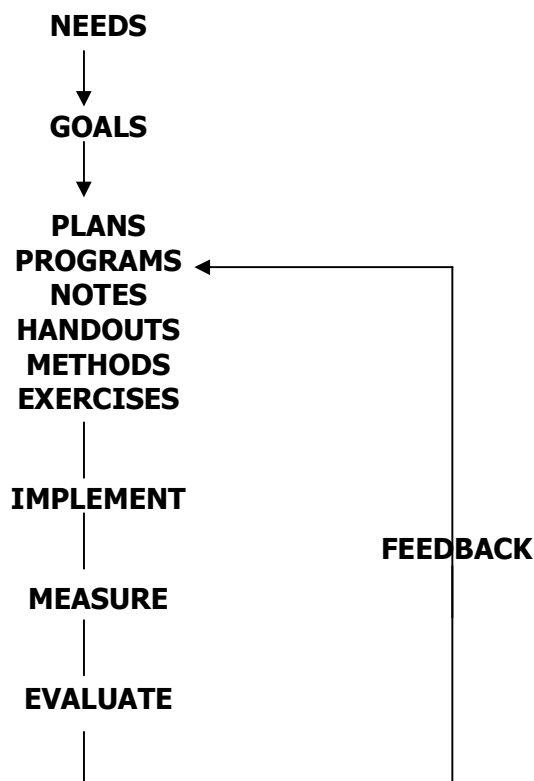 NEEDS
GOALS
PLANS
PROGRAMS
NOTES
HANDOUTS
METHODS
EXERCISES
IMPLEMENT
FEEDBACK
MEASURE
EVALUATE